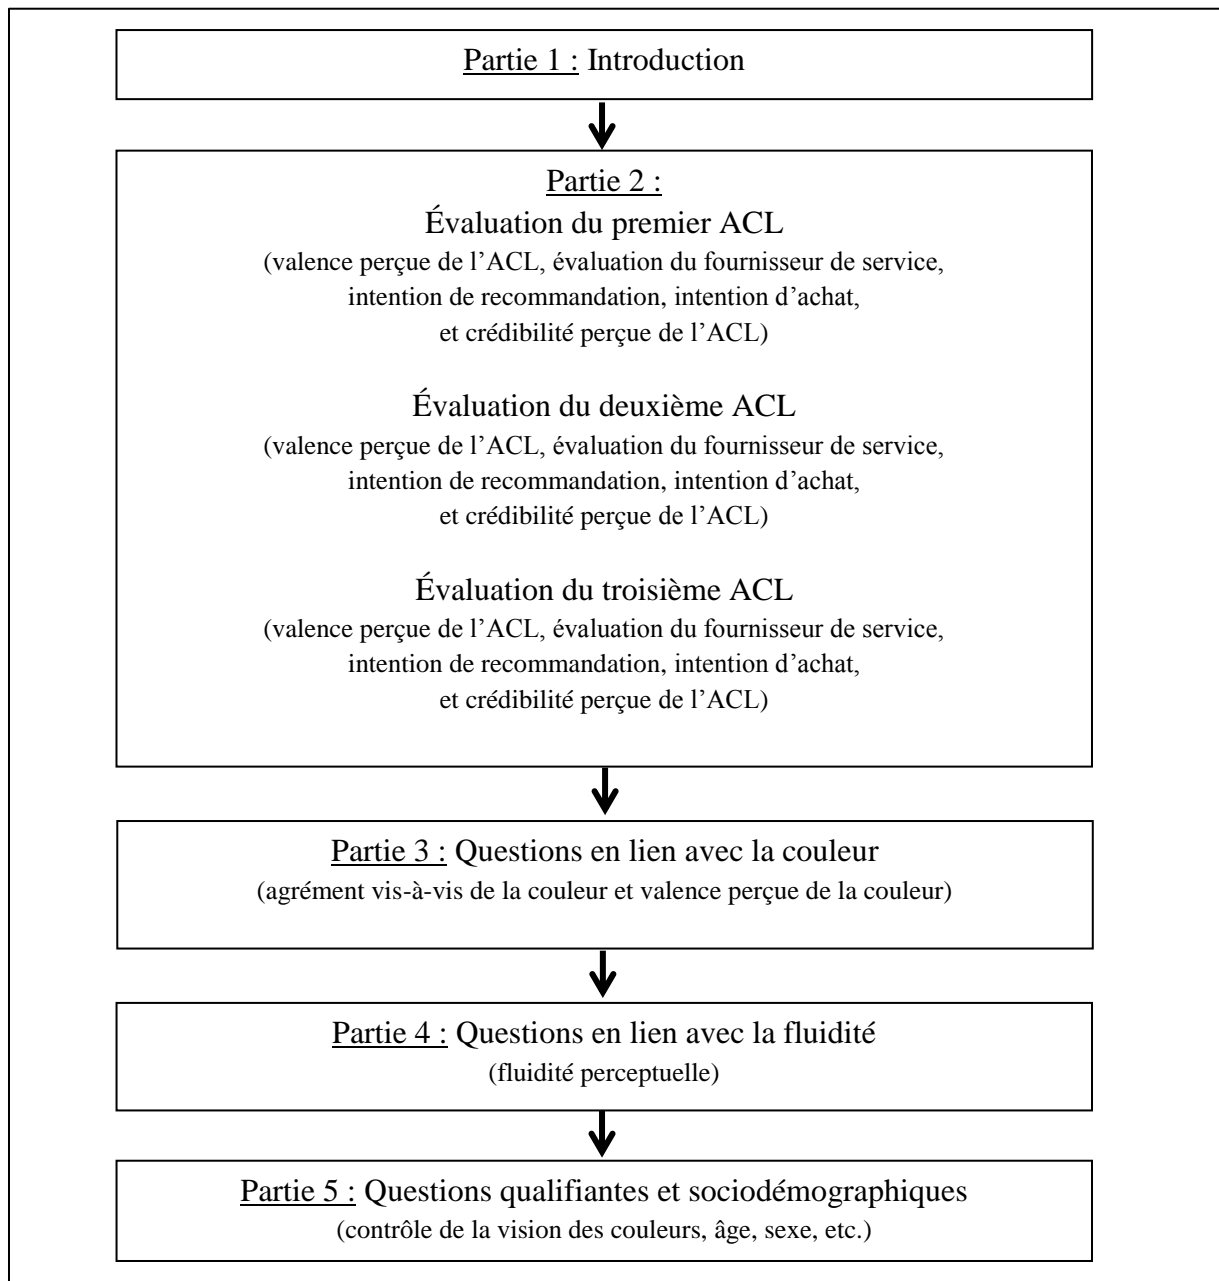 Partie 1 : Introduction
Partie 2 :
Évaluation du premier ACL
(valence perçue de l’ACL, évaluation du fournisseur de service,
intention de recommandation, intention d’achat,
et crédibilité perçue de l’ACL)
Évaluation du deuxième ACL
(valence perçue de l’ACL, évaluation du fournisseur de service,
intention de recommandation, intention d’achat,
et crédibilité perçue de l’ACL)
Évaluation du troisième ACL
(valence perçue de l’ACL, évaluation du fournisseur de service,
intention de recommandation, intention d’achat,
et crédibilité perçue de l’ACL)
Partie 3 : Questions en lien avec la couleur
(agrément vis-à-vis de la couleur et valence perçue de la couleur)
Partie 4 : Questions en lien avec la fluidité
(fluidité perceptuelle)
Partie 5 : Questions qualifiantes et sociodémographiques
(contrôle de la vision des couleurs, âge, sexe, etc.)